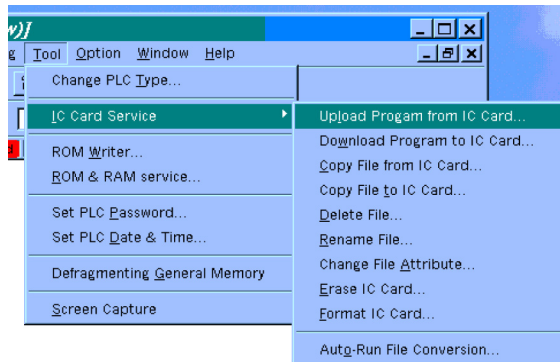 w)]
g Tool Option Window Help
Change PLC Type...
IC Card Service
ROM Writer...
ROM & RAM service...
Set PLC Password...
Set PLC Date & Time...
Defragmenting General Memory
Screen Capture
Upload Progam from IC Card...
Download Program to IC Card...
Copy File from IC Card...
Copy File to IC Card...
Delete File...
Rename File...
Change File Attribute...
Erase IC Card...
Format IC Card...
Auto-Run File Conversion...